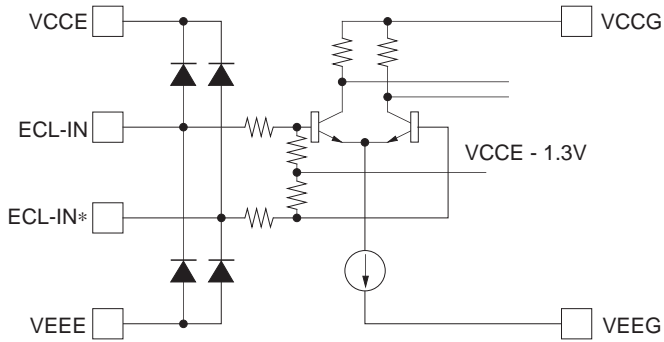 VCCE
VCCG
ECL-IN
VCCE - 1.3V
ECL-IN*
VEEE
VEEG